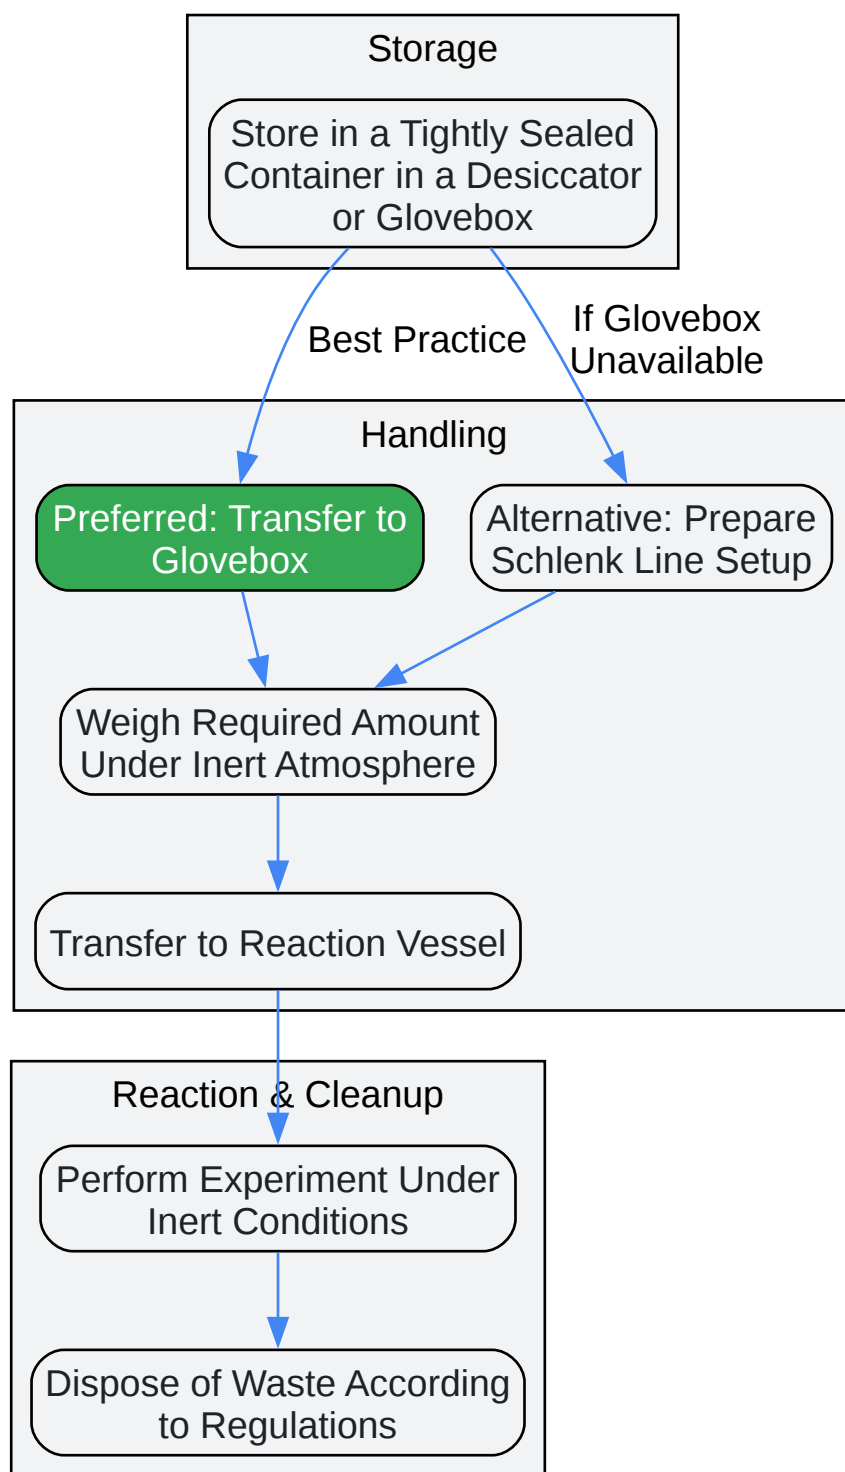 Storage
Store in a Tightly Sealed
Container in a Desiccator
or Glovebox
Best Practice
If Glovebox
Unavailable
Handling
Preferred: Transfer to
Glovebox
Alternative: Prepare
Schlenk Line Setup
Weigh Required Amount
Under Inert Atmosphere
Transfer to Reaction Vessel
Reaction & Cleanup
Perform Experiment Under
Inert Conditions
Dispose of Waste According
to Regulations